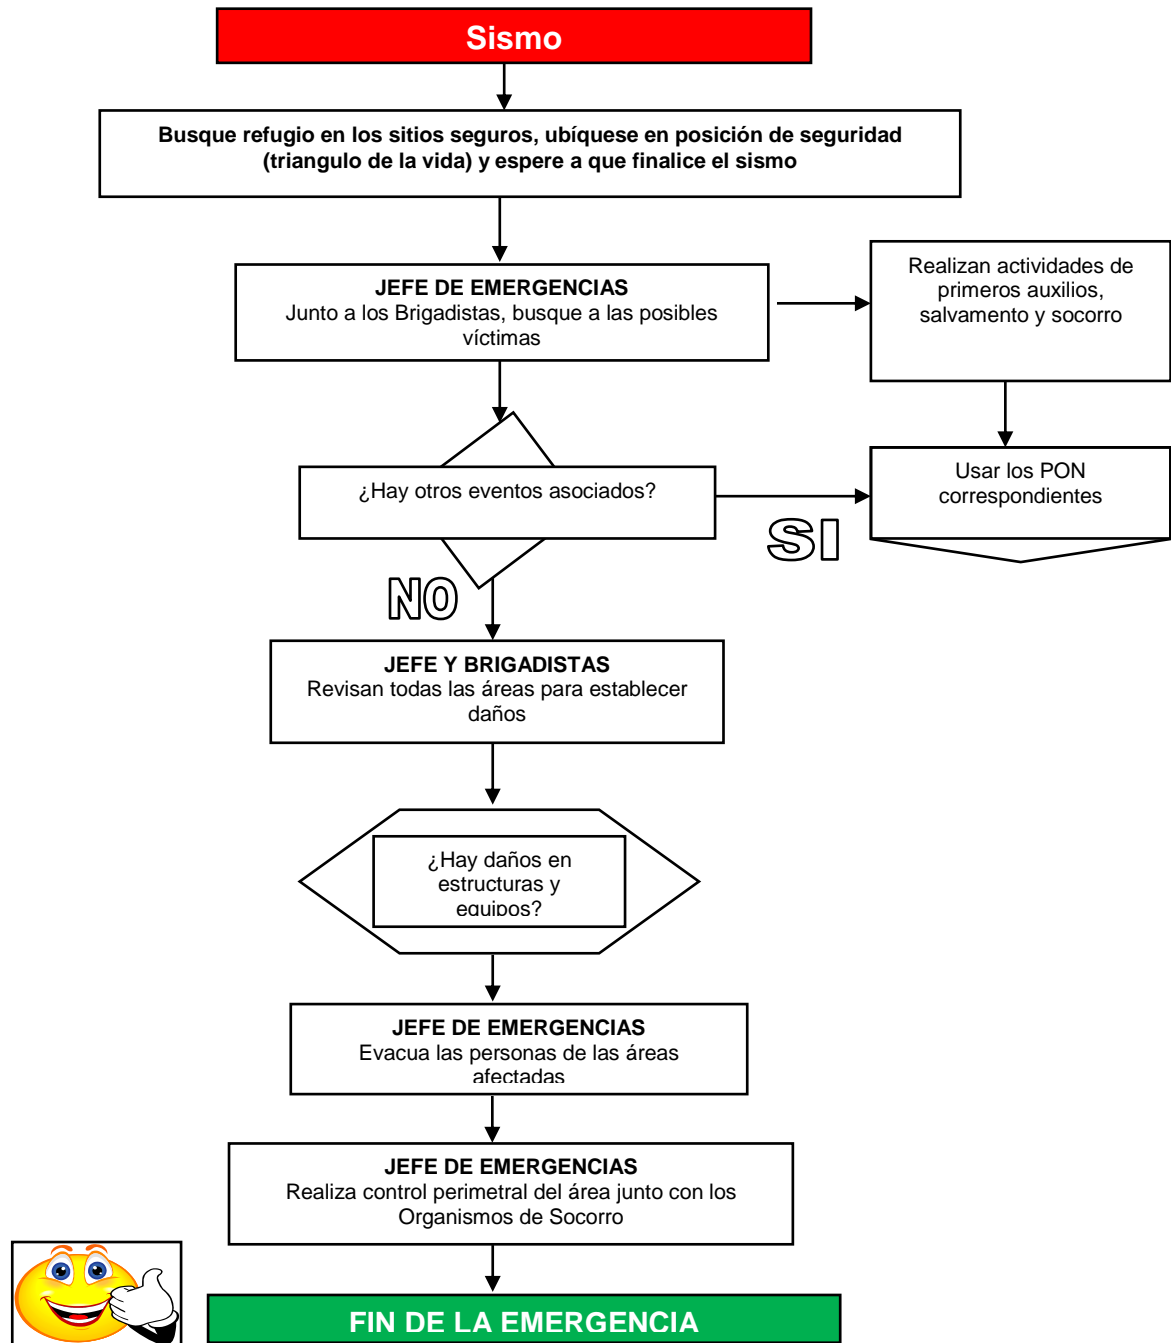 Sismo
Busque refugio en los sitios seguros, ubíquese en posición de seguridad
(triangulo de la vida) y espere a que finalice el sismo
JEFE DE EMERGENCIAS
Junto a los Brigadistas, busque a las posibles
víctimas
Realizan actividades de
primeros auxilios,
salvamento y socorro
¿Hay otros eventos asociados?
SI
Usar los PON
correspondientes
NO
JEFE Y BRIGADISTAS
Revisan todas las áreas para establecer
daños
¿Hay daños en
estructuras y
equipos?
JEFE DE EMERGENCIAS
Evacua las personas de las áreas
afectadas
JEFE DE EMERGENCIAS
Realiza control perimetral del área junto con los
Organismos de Socorro
FIN DE LA EMERGENCIA